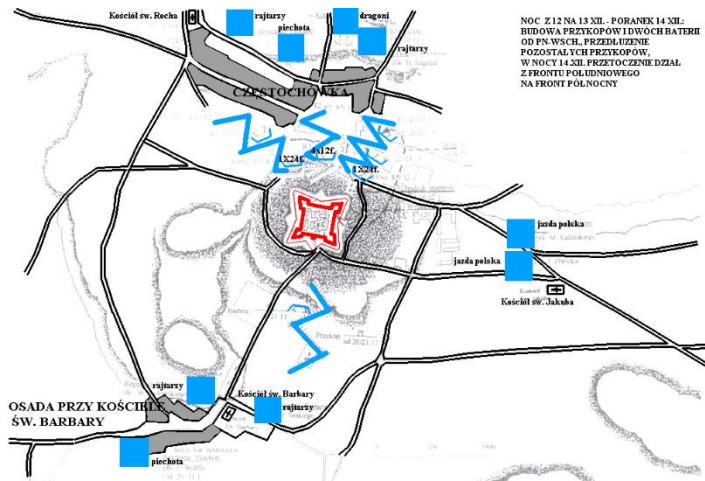 Kościół św. Rocha
rajtarzy
piechota
dragoni
rajtarzy
NOC Z 12 NA 13 XII. - PORANEK 14 XII.:
BUDOWA PRZYKOPÓW I DWÓCH BATERII
OD PN-WSCH., PRZEDŁUŻENIE
POZOSTAŁYCH PRZYKOPÓW,
W NOCY 14.XII. PRZETOCZENIE DZIAŁ
Z FRONTU POŁUDNIOWEGO
NA FRONT PÓŁNOCNY
CZĘSTOCHÓWKA
1X24f.
4x12f.
1X24f.
jazda polska
jazda polska
Kościół św. Jakuba
rajtarzy
Kościół św. Barbary
rajtarzy
OSADA PRZY KOŚCIELE
ŚW. BARBARY
piechota